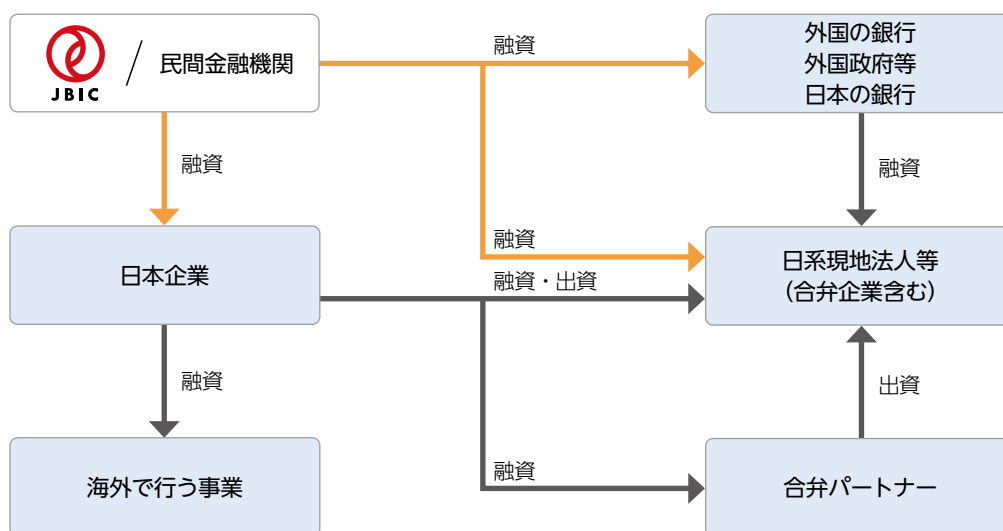 JBIC
民間金融機関
融資
外国の銀行
外国政府等
日本の銀行
融資
融資
融資
日本企業
融資・出資
日系現地法人等
(合弁企業含む)
融資
出資
海外で行う事業
融資
合弁パートナー